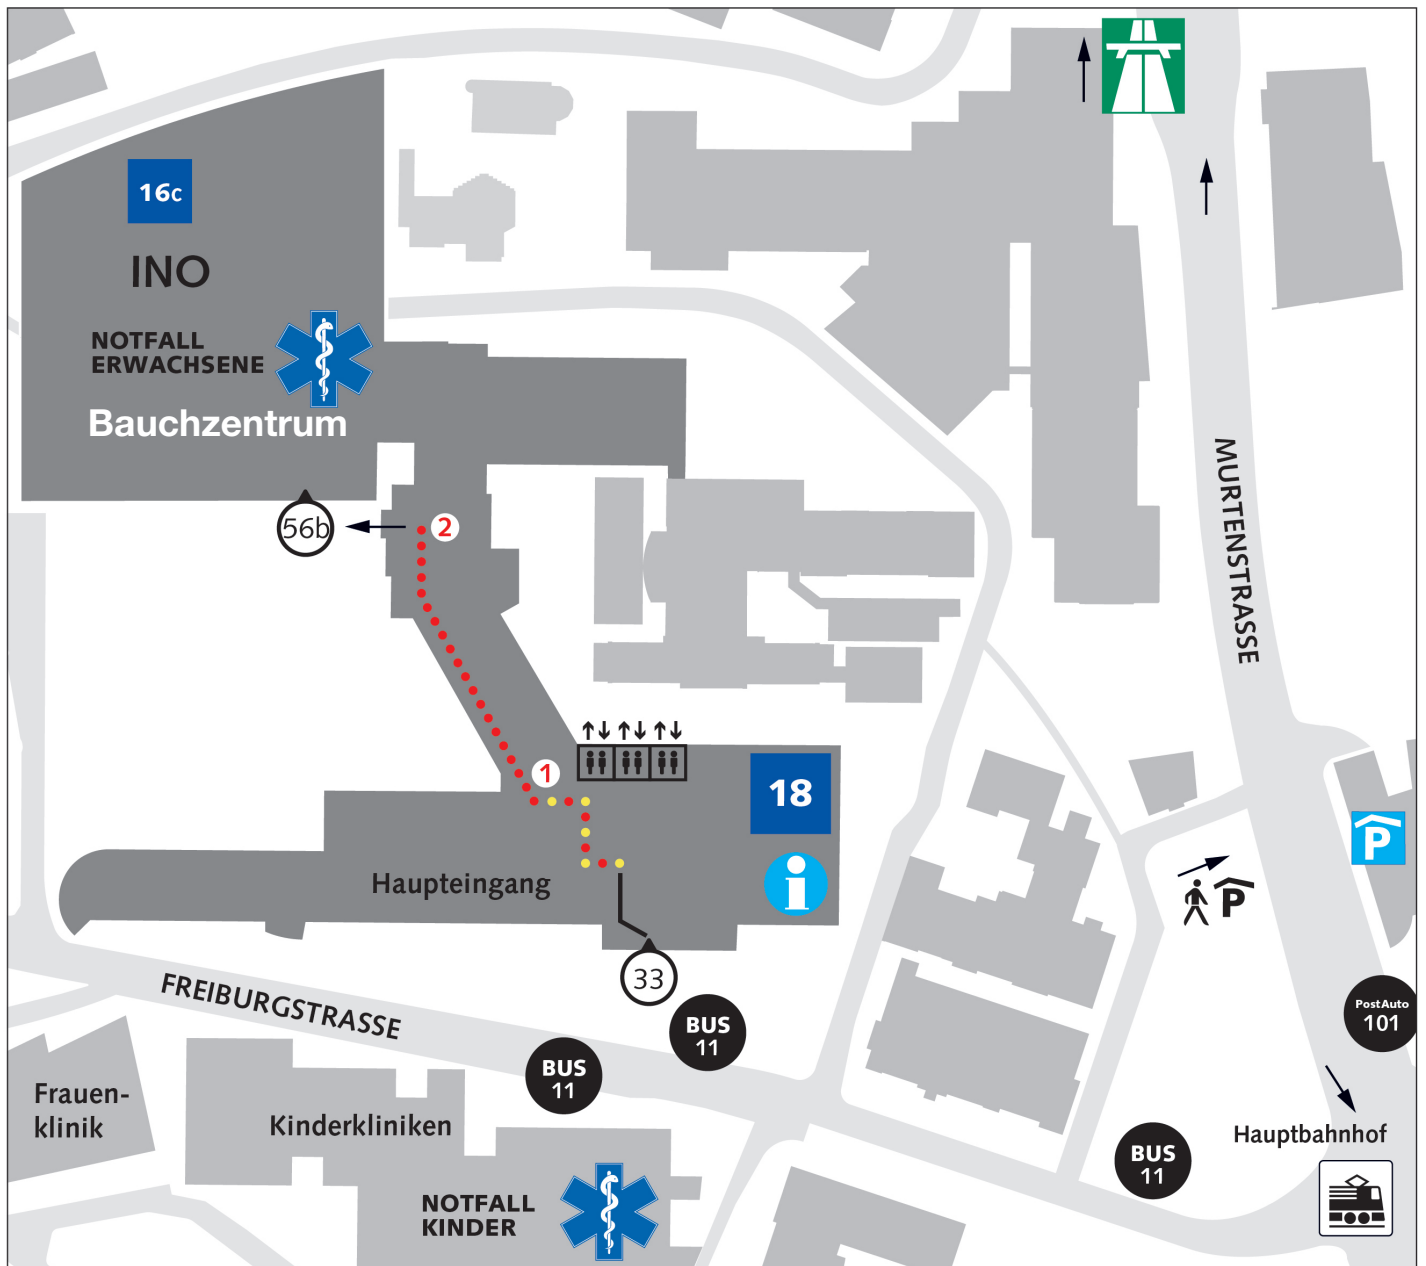 16c
INO
NOTFALL
ERWACHSENE
Bauchzentrum
56b
2
MURTENSTRASSE
1
18
i
P
Haupteingang
P
33
FREIBURGSTRASSE
PostAuto
101
BUS
11
BUS
11
Frauen-
klinik
Kinderkliniken
Hauptbahnhof
BUS
11
NOTFALL
KINDER